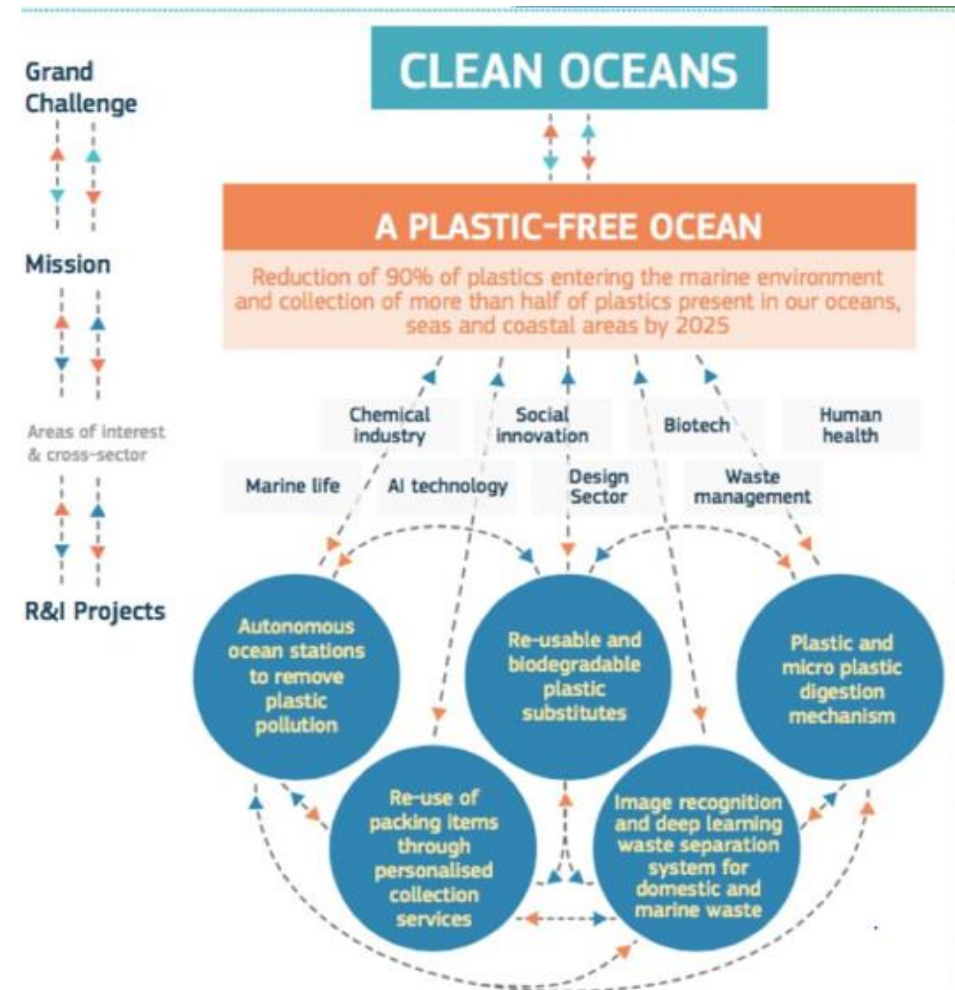 Grand
Challenge
CLEAN OCEANS
Mission
A PLASTIC-FREE OCEAN
Reduction of 90% of plastics entering the marine environment
and collection of more than half of plastics present in our oceans,
seas and coastal areas by 2025
Areas of interest
& cross-sector
Chemical
industry
Social
innovation
Biotech
Human
health
Marine life
AI technology
Design
Sector
Waste
management
R&I Projects
Autonomous
ocean stations
to remove
plastic
pollution
Re-usable and
biodegradable
plastic
substitutes
Plastic and
micro plastic
digestion
mechanism
Re-use of
packing items
through
personalised
collection
services
Image recognition
and deep learning
waste separation
system for
domestic and
marine waste